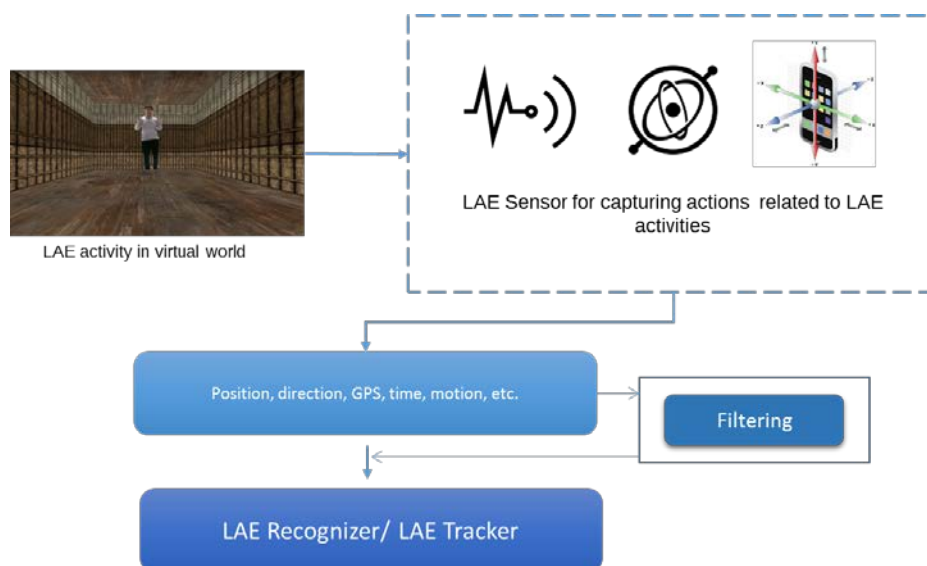 LAE activity in virtual world
LAE Sensor for capturing actions related to LAE
activities
Position, direction, GPS, time, motion, etc.
Filtering
LAE Recognizer/ LAE Tracker